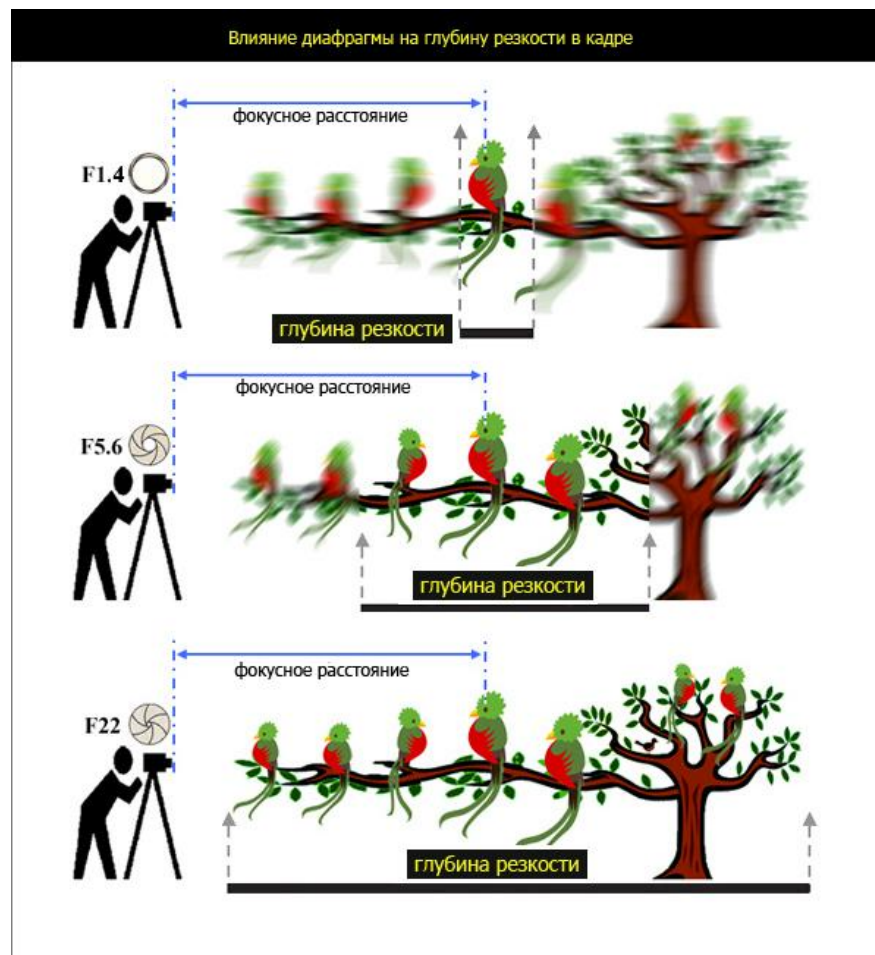 Влияние диафрагмы на глубину резкости в кадре
фокусное расстояние
F1.4
глубина резкости
фокусное расстояние
F5.6
глубина резкости
фокусное расстояние
F22
глубина резкости